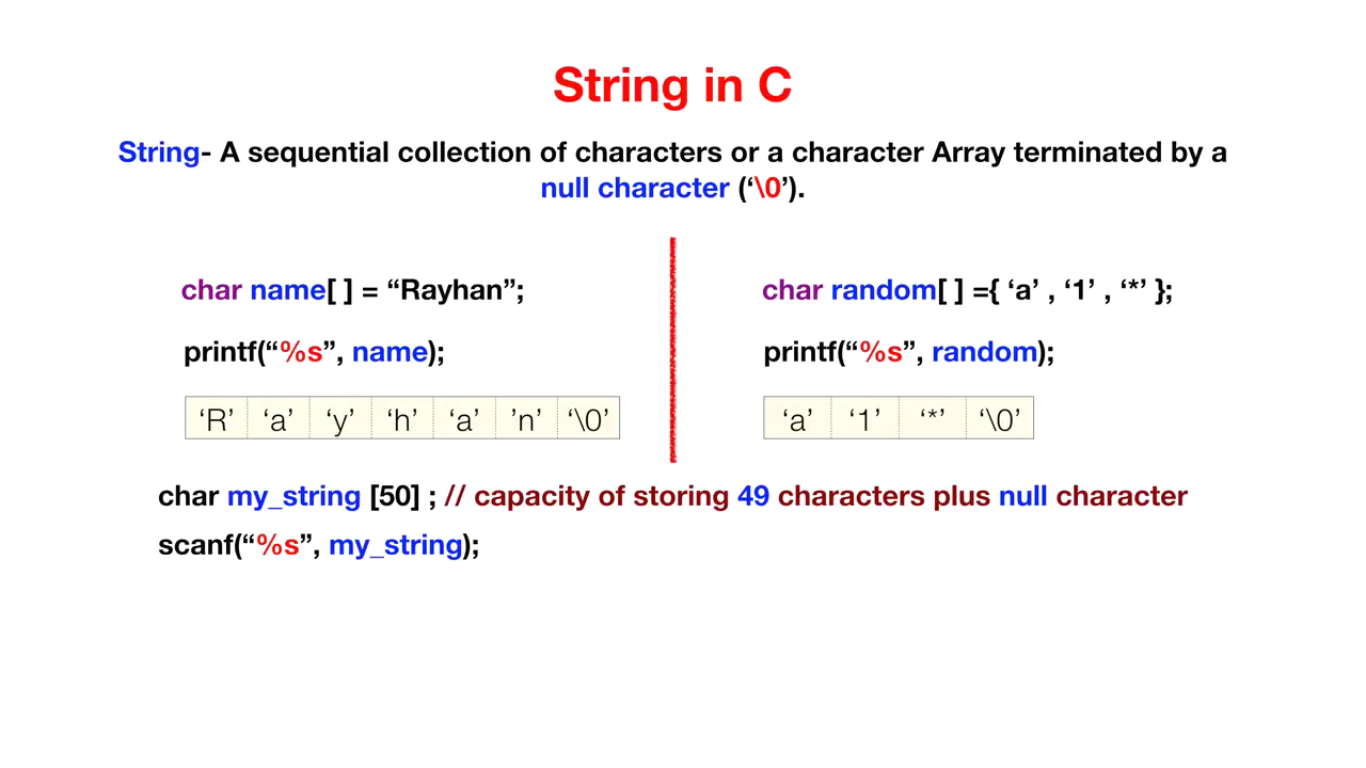 String in C
String- A sequential collection of characters or a character Array terminated by a
null character (‘\0’).
char name[ ] = “Rayhan”;
printf(“%s”, name);
‘R’ ‘a’ ‘y’ ‘h’ ‘a’ ’n’ ‘\0’
char random[ ] ={ ‘a’ , ‘1’ , ‘*’ };
printf(“%s”, random);
‘a’ ‘1’ ‘*’ ‘\0’
char my_string [50] ; // capacity of storing 49 characters plus null character
scanf(“%s”, my_string);